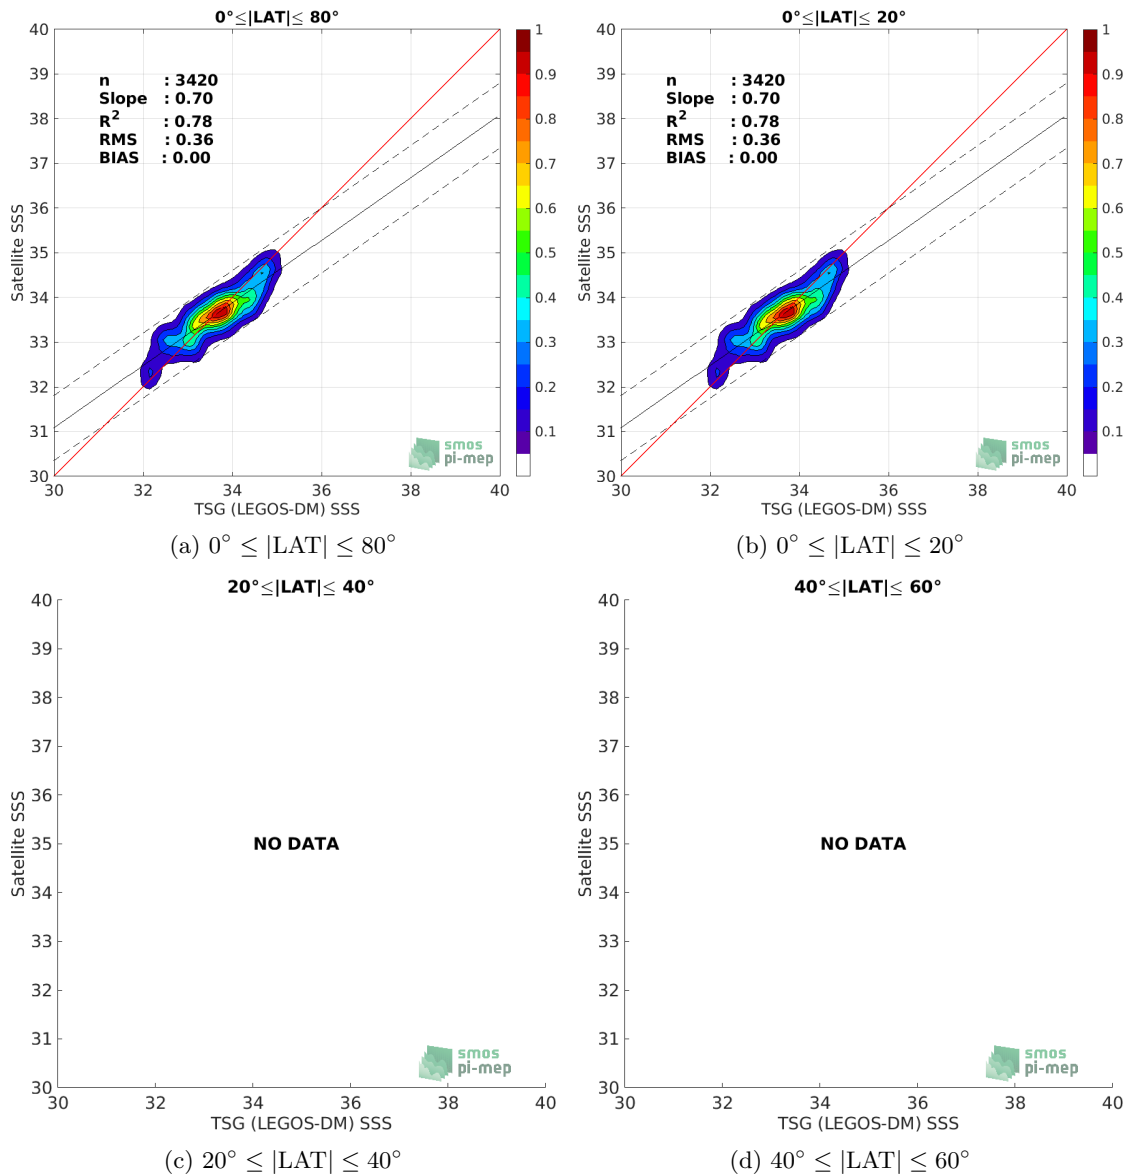 0°≤|LAT|≤ 80°
40
39
38
37
36
35
34
33
32
31
30
30 32 34 36 38 40
Satellite SSS
TSG (LEGOS-DM) SSS
n : 3420
Slope : 0.70
R² : 0.78
RMS : 0.36
BIAS : 0.00
1
0.9
0.8
0.7
0.6
0.5
0.4
0.3
0.2
0.1
smos
pi-mep
(a) 0° ≤ |LAT| ≤ 80°
0°≤|LAT|≤ 20°
40
39
38
37
36
35
34
33
32
31
30
30 32 34 36 38 40
Satellite SSS
TSG (LEGOS-DM) SSS
n : 3420
Slope : 0.70
R² : 0.78
RMS : 0.36
BIAS : 0.00
1
0.9
0.8
0.7
0.6
0.5
0.4
0.3
0.2
0.1
smos
pi-mep
(b) 0° ≤ |LAT| ≤ 20°
20°≤|LAT|≤ 40°
40
39
38
37
36
35
34
33
32
31
30
30 32 34 36 38 40
Satellite SSS
TSG (LEGOS-DM) SSS
NO DATA
smos
pi-mep
(c) 20° ≤ |LAT| ≤ 40°
40°≤|LAT|≤ 60°
40
39
38
37
36
35
34
33
32
31
30
30 32 34 36 38 40
Satellite SSS
TSG (LEGOS-DM) SSS
NO DATA
smos
pi-mep
(d) 40° ≤ |LAT| ≤ 60°